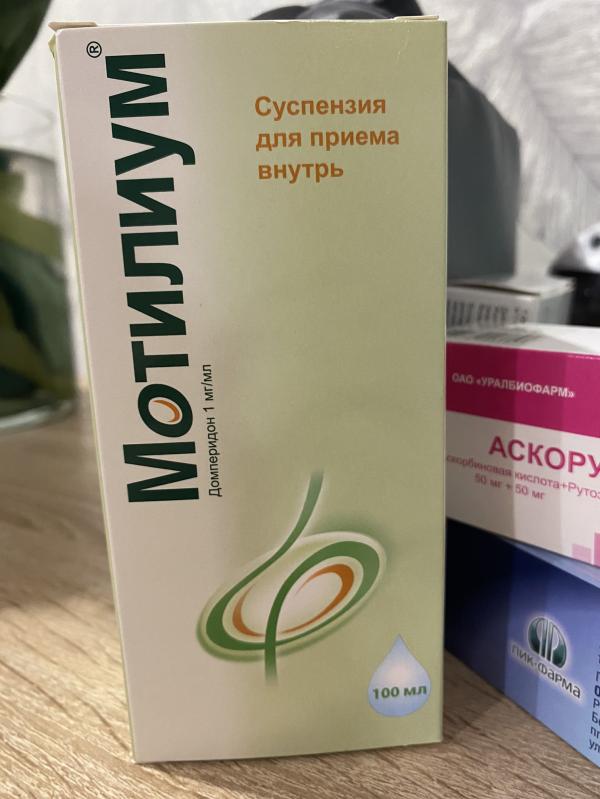 Мотилиум®
Домперидон 1 мг/мл
Суспензия
для приема
внутрь
100 мл
ОАО «УРАЛБИОФАРМ»
АСКОРУ
скорбиновая кислота+Рутоз
50 мг + 50 мг
ПИК-ФАРМА